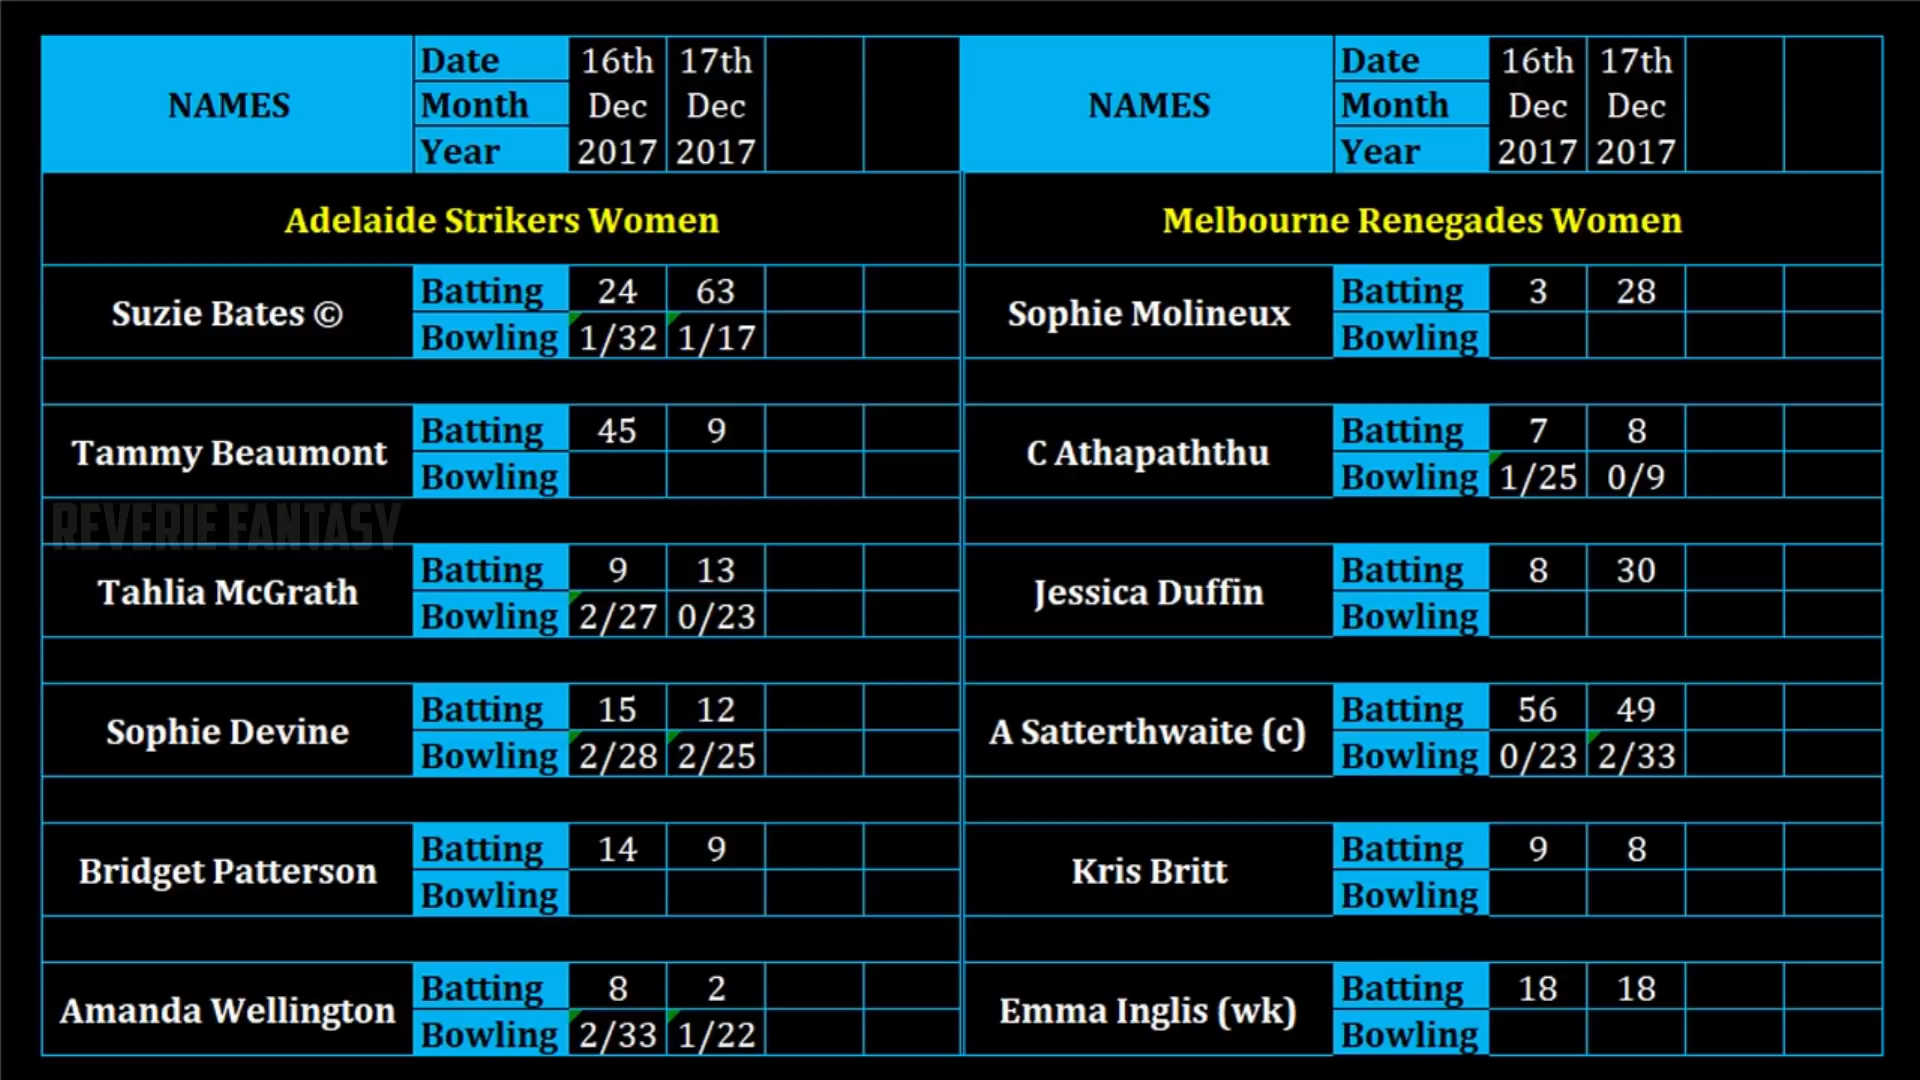 NAMES Date 16th 17th NAMES Date 16th 17th
Month Dec Dec Month Dec Dec
Year 2017 2017 Year 2017 2017
Adelaide Strikers Women Melbourne Renegades Women
Suzie Bates © Batting 24 63 Sophie Molineux Batting 3 28
Bowling 1/32 1/17 Bowling
Tammy Beaumont Batting 45 9 C Athapaththu Batting 7 8
Bowling Bowling 1/25 0/9
REVERIE FANTASY
Tahlia McGrath Batting 9 13 Jessica Duffin Batting 8 30
Bowling 2/27 0/23 Bowling
Sophie Devine Batting 15 12 A Satterthwaite (c) Batting 56 49
Bowling 2/28 2/25 Bowling 0/23 2/33
Bridget Patterson Batting 14 9 Kris Britt Batting 9 8
Bowling Bowling
Amanda Wellington Batting 8 2 Emma Inglis (wk) Batting 18 18
Bowling 2/33 1/22 Bowling